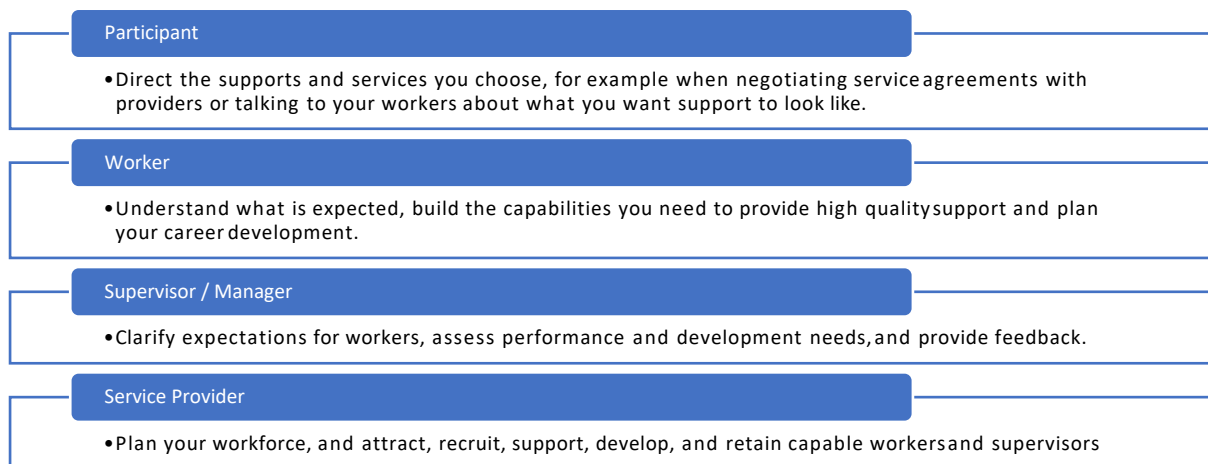 Participant
•Direct the supports and services you choose, for example when negotiating service agreements with
providers or talking to your workers about what you want support to look like.
Worker
•Understand what is expected, build the capabilities you need to provide high quality support and plan
your career development.
Supervisor / Manager
•Clarify expectations for workers, assess performance and development needs, and provide feedback.
Service Provider
•Plan your workforce, and attract, recruit, support, develop, and retain capable workers and supervisors